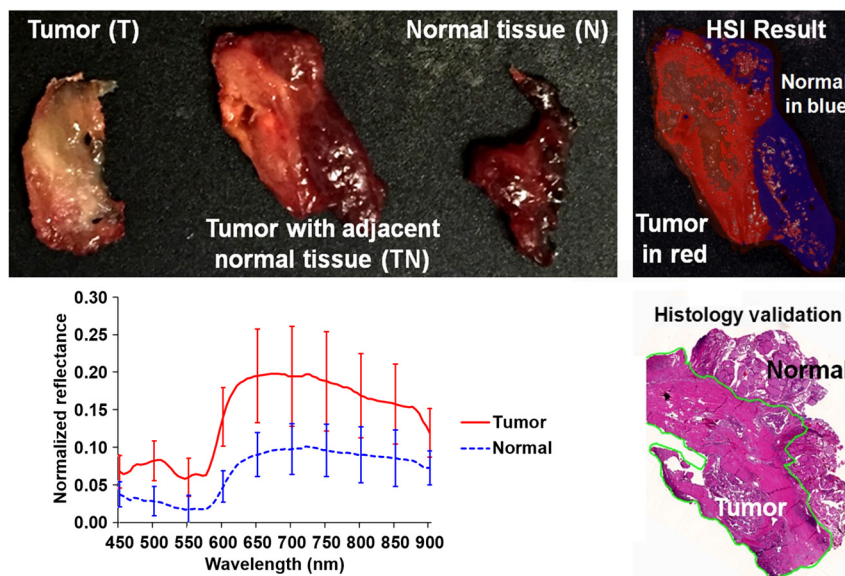 Tumor (T)
Normal tissue (N)
Tumor with adjacent
normal tissue (TN)
HSI Result
Normal
in blue
Tumor
in red
0.30
0.25
0.20
0.15
0.10
0.05
0.00
Normalized reflectance
450 500 550 600 650 700 750 800 850 900
Wavelength (nm)
Tumor
Normal
Histology validation
Normal
Tumor